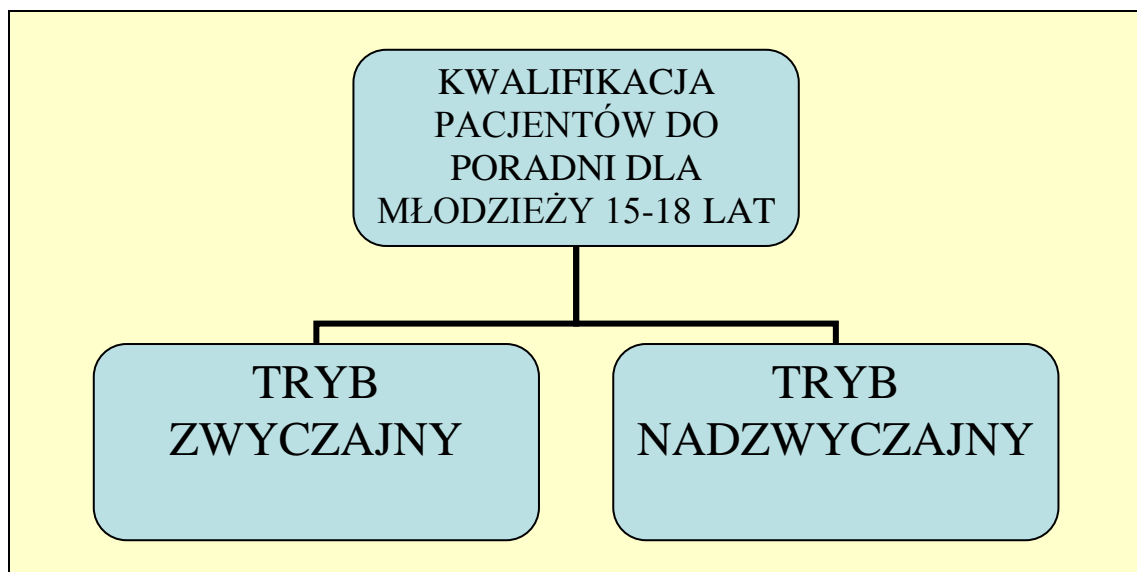 KWALIFIKACJA
PACJENTÓW DO
PORADNI DLA
MŁODZIEŻY 15-18 LAT
TRYB
ZWYCZAJNY
TRYB
NADZWYCZAJNY